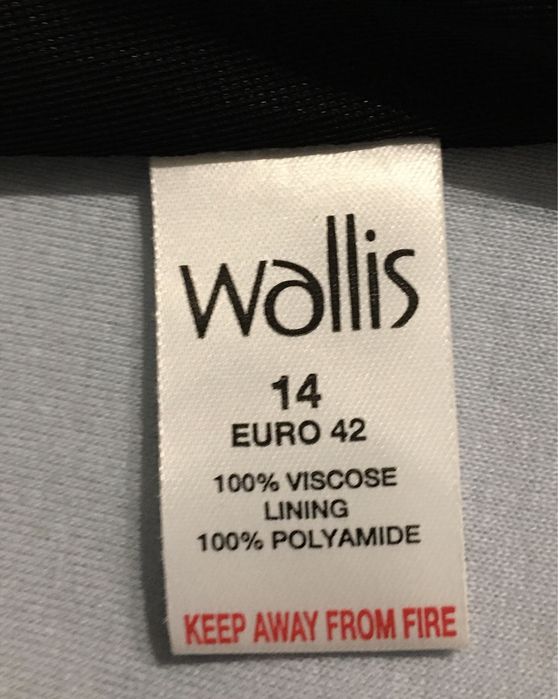 wallis
14
EURO 42
100% VISCOSE
LINING
100% POLYAMIDE
KEEP AWAY FROM FIRE